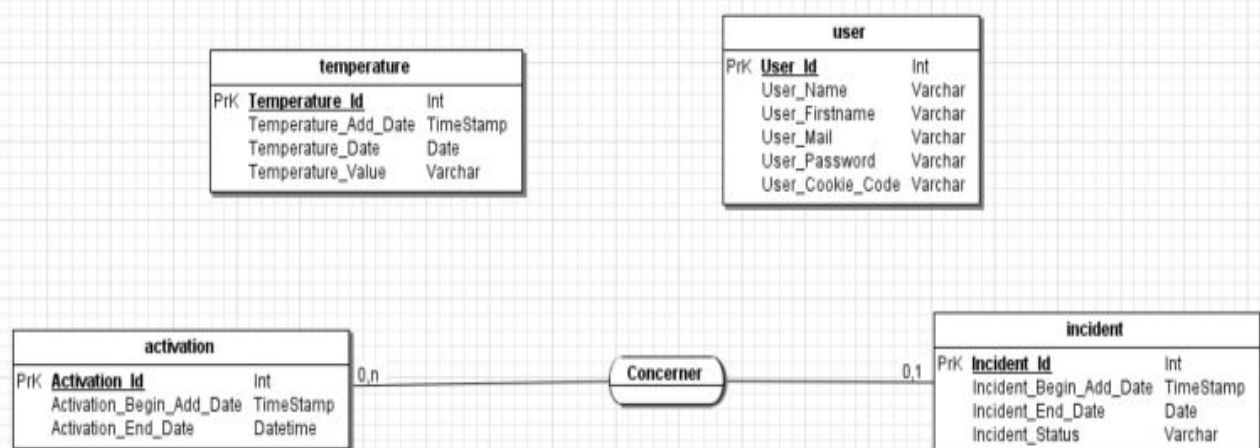 temperature
PrK Temperature_Id Int
Temperature_Add_Date TimeStamp
Temperature_Date Date
Temperature_Value Varchar
user
PrK User_Id Int
User_Name Varchar
User_Firstname Varchar
User_Mail Varchar
User_Password Varchar
User_Cookie_Code Varchar
activation
PrK Activation_Id Int
Activation_Begin_Add_Date TimeStamp
Activation_End_Date Datetime
0,n
Concerner
0,1
incident
PrK Incident_Id Int
Incident_Begin_Add_Date TimeStamp
Incident_End_Date Date
Incident_Status Varchar